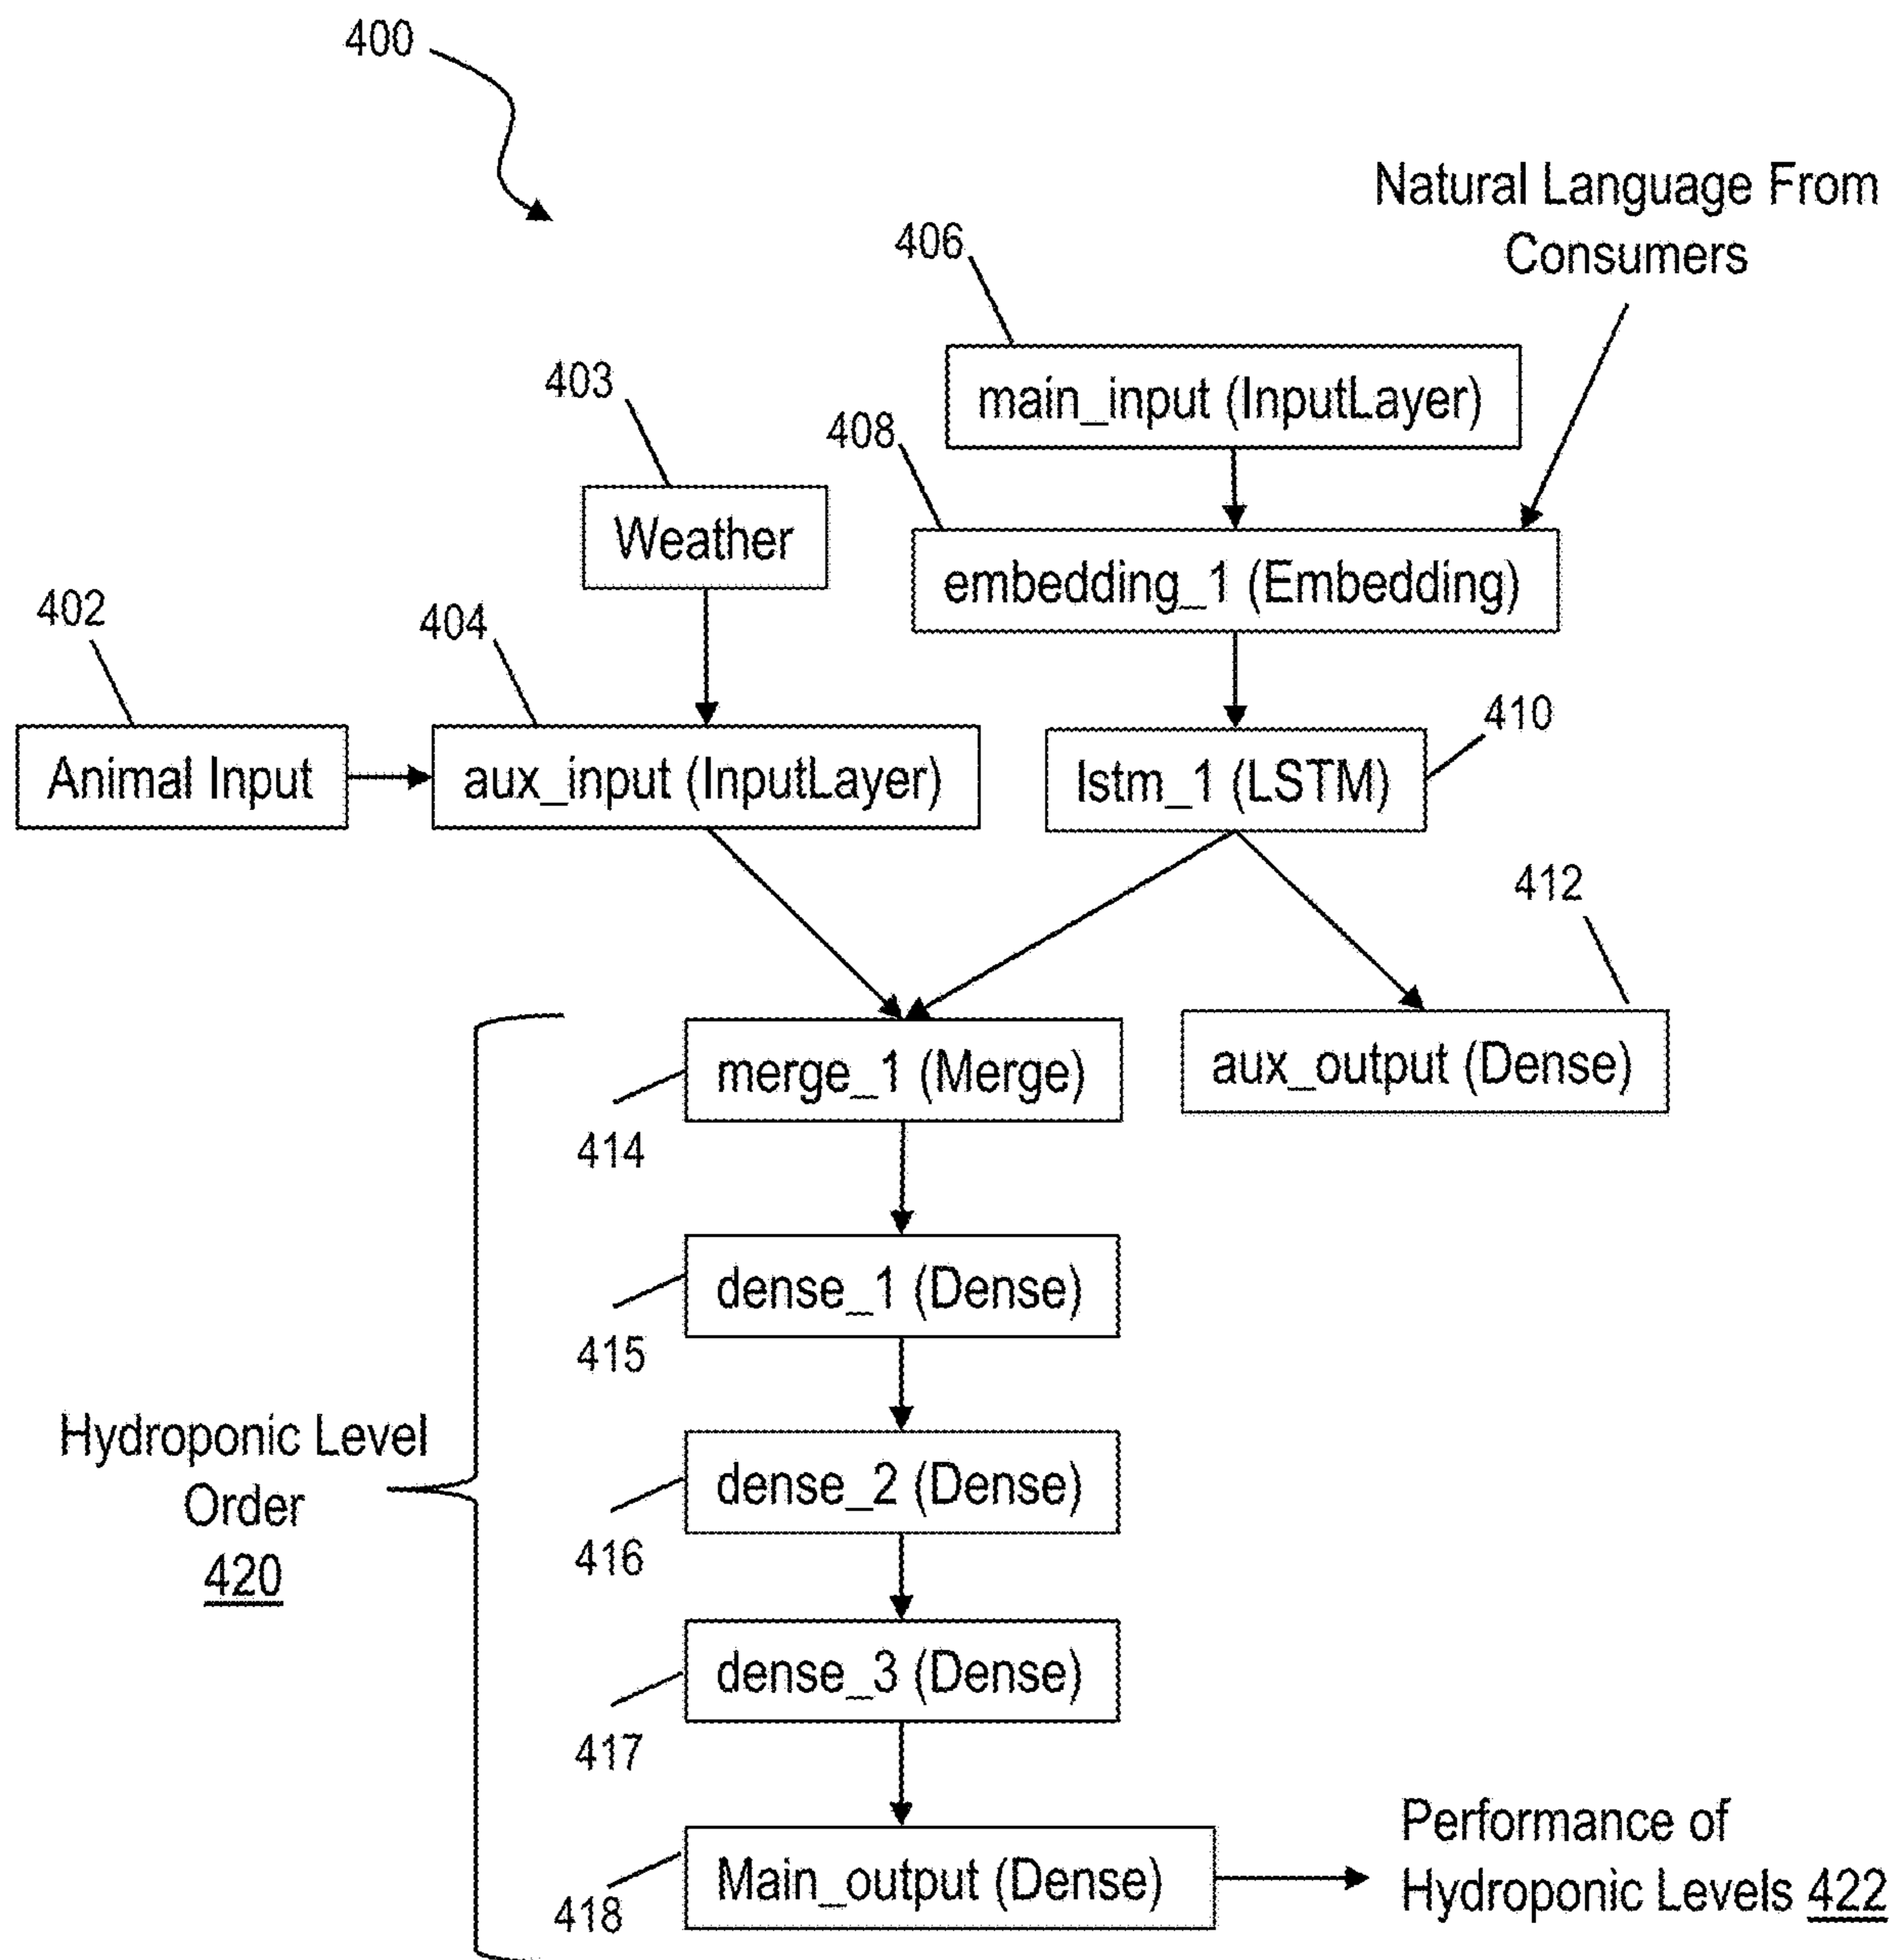 400
Natural Language From
Consumers
406
main_input (InputLayer)
403
408
Weather
embedding_1 (Embedding)
402
404
410
Animal Input
aux_input (InputLayer)
lstm_1 (LSTM)
412
merge_1 (Merge)
aux_output (Dense)
414
dense_1 (Dense)
415
Hydroponic Level
Order
420
dense_2 (Dense)
416
dense_3 (Dense)
417
Main_output (Dense)
418
Performance of
Hydroponic Levels 422